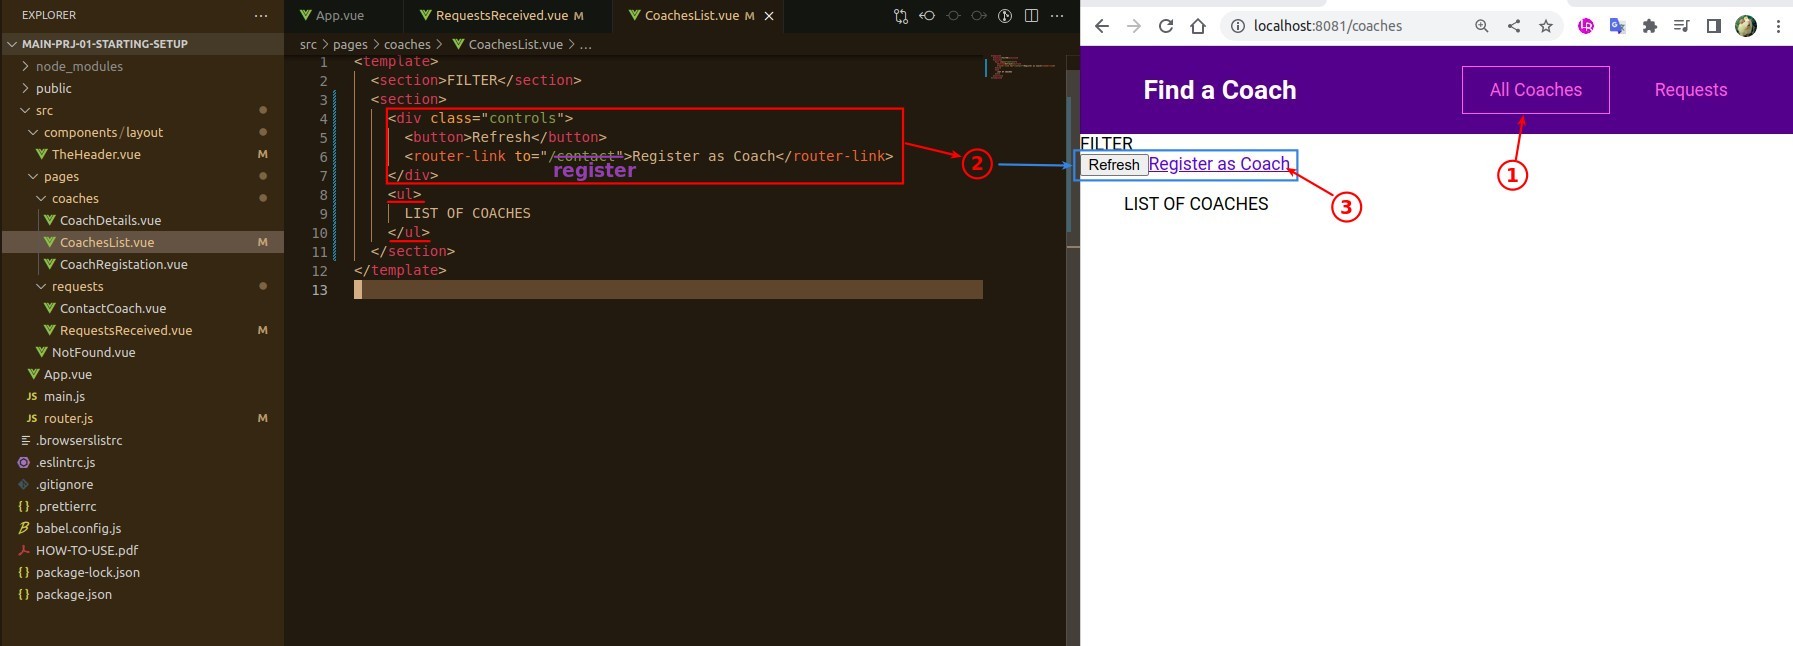 EXPLORER
MAIN-PRJ-01-STARTING-SETUP
node_modules
public
src
components/layout
TheHeader.vue M
pages
coaches
CoachDetails.vue
CoachesList.vue M
CoachRegistation.vue
requests
ContactCoach.vue
RequestsReceived.vue M
NotFound.vue
App.vue
JS main.js
JS router.js M
.browserslistrc
.eslintrc.js
.gitignore
{} .prettierrc
babel.config.js
HOW-TO-USE.pdf
{} package-lock.json
{} package.json
App.vue RequestsReceived.vue M CoachesList.vue M
src > pages > coaches > CoachesList.vue > ...
1 <template>
2 <section>FILTER</section>
3 <section>
4 <div class="controls">
5 <button>Refresh</button>
6 <router-link to="/contact">Register as Coach</router-link>
register
7 </div>
8 <ul>
9 LIST OF COACHES
10 </ul>
11 </section>
12 </template>
13
2
localhost:8081/coaches
LR
Find a Coach All Coaches Requests
FILTER
Refresh Register as Coach
LIST OF COACHES
1
3